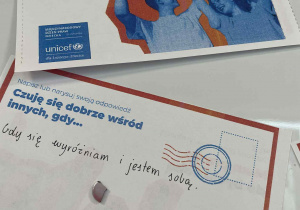 unicef
Napisz lub narysuj swoją odpowiedź
Czuję się dobrze wśród
innych, gdy...
Gdy się wyróżniam i jestem sobą.